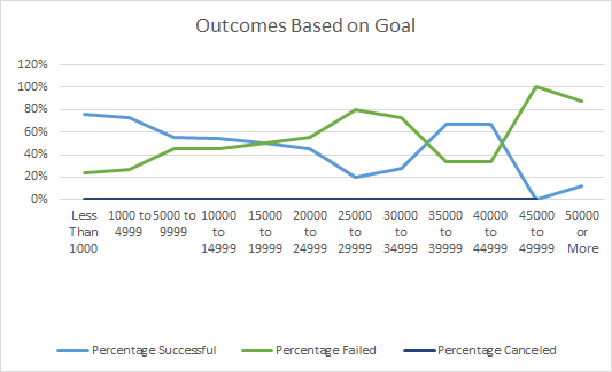 Outcomes Based on Goal
120%
100%
80%
60%
40%
20%
0%
Less Than 1000
1000 to 4999
5000 to 9999
10000 to 14999
15000 to 19999
20000 to 24999
25000 to 29999
30000 to 34999
35000 to 39999
40000 to 44999
45000 to 49999
50000 or More
Percentage Successful
Percentage Failled
Percentage Canceled